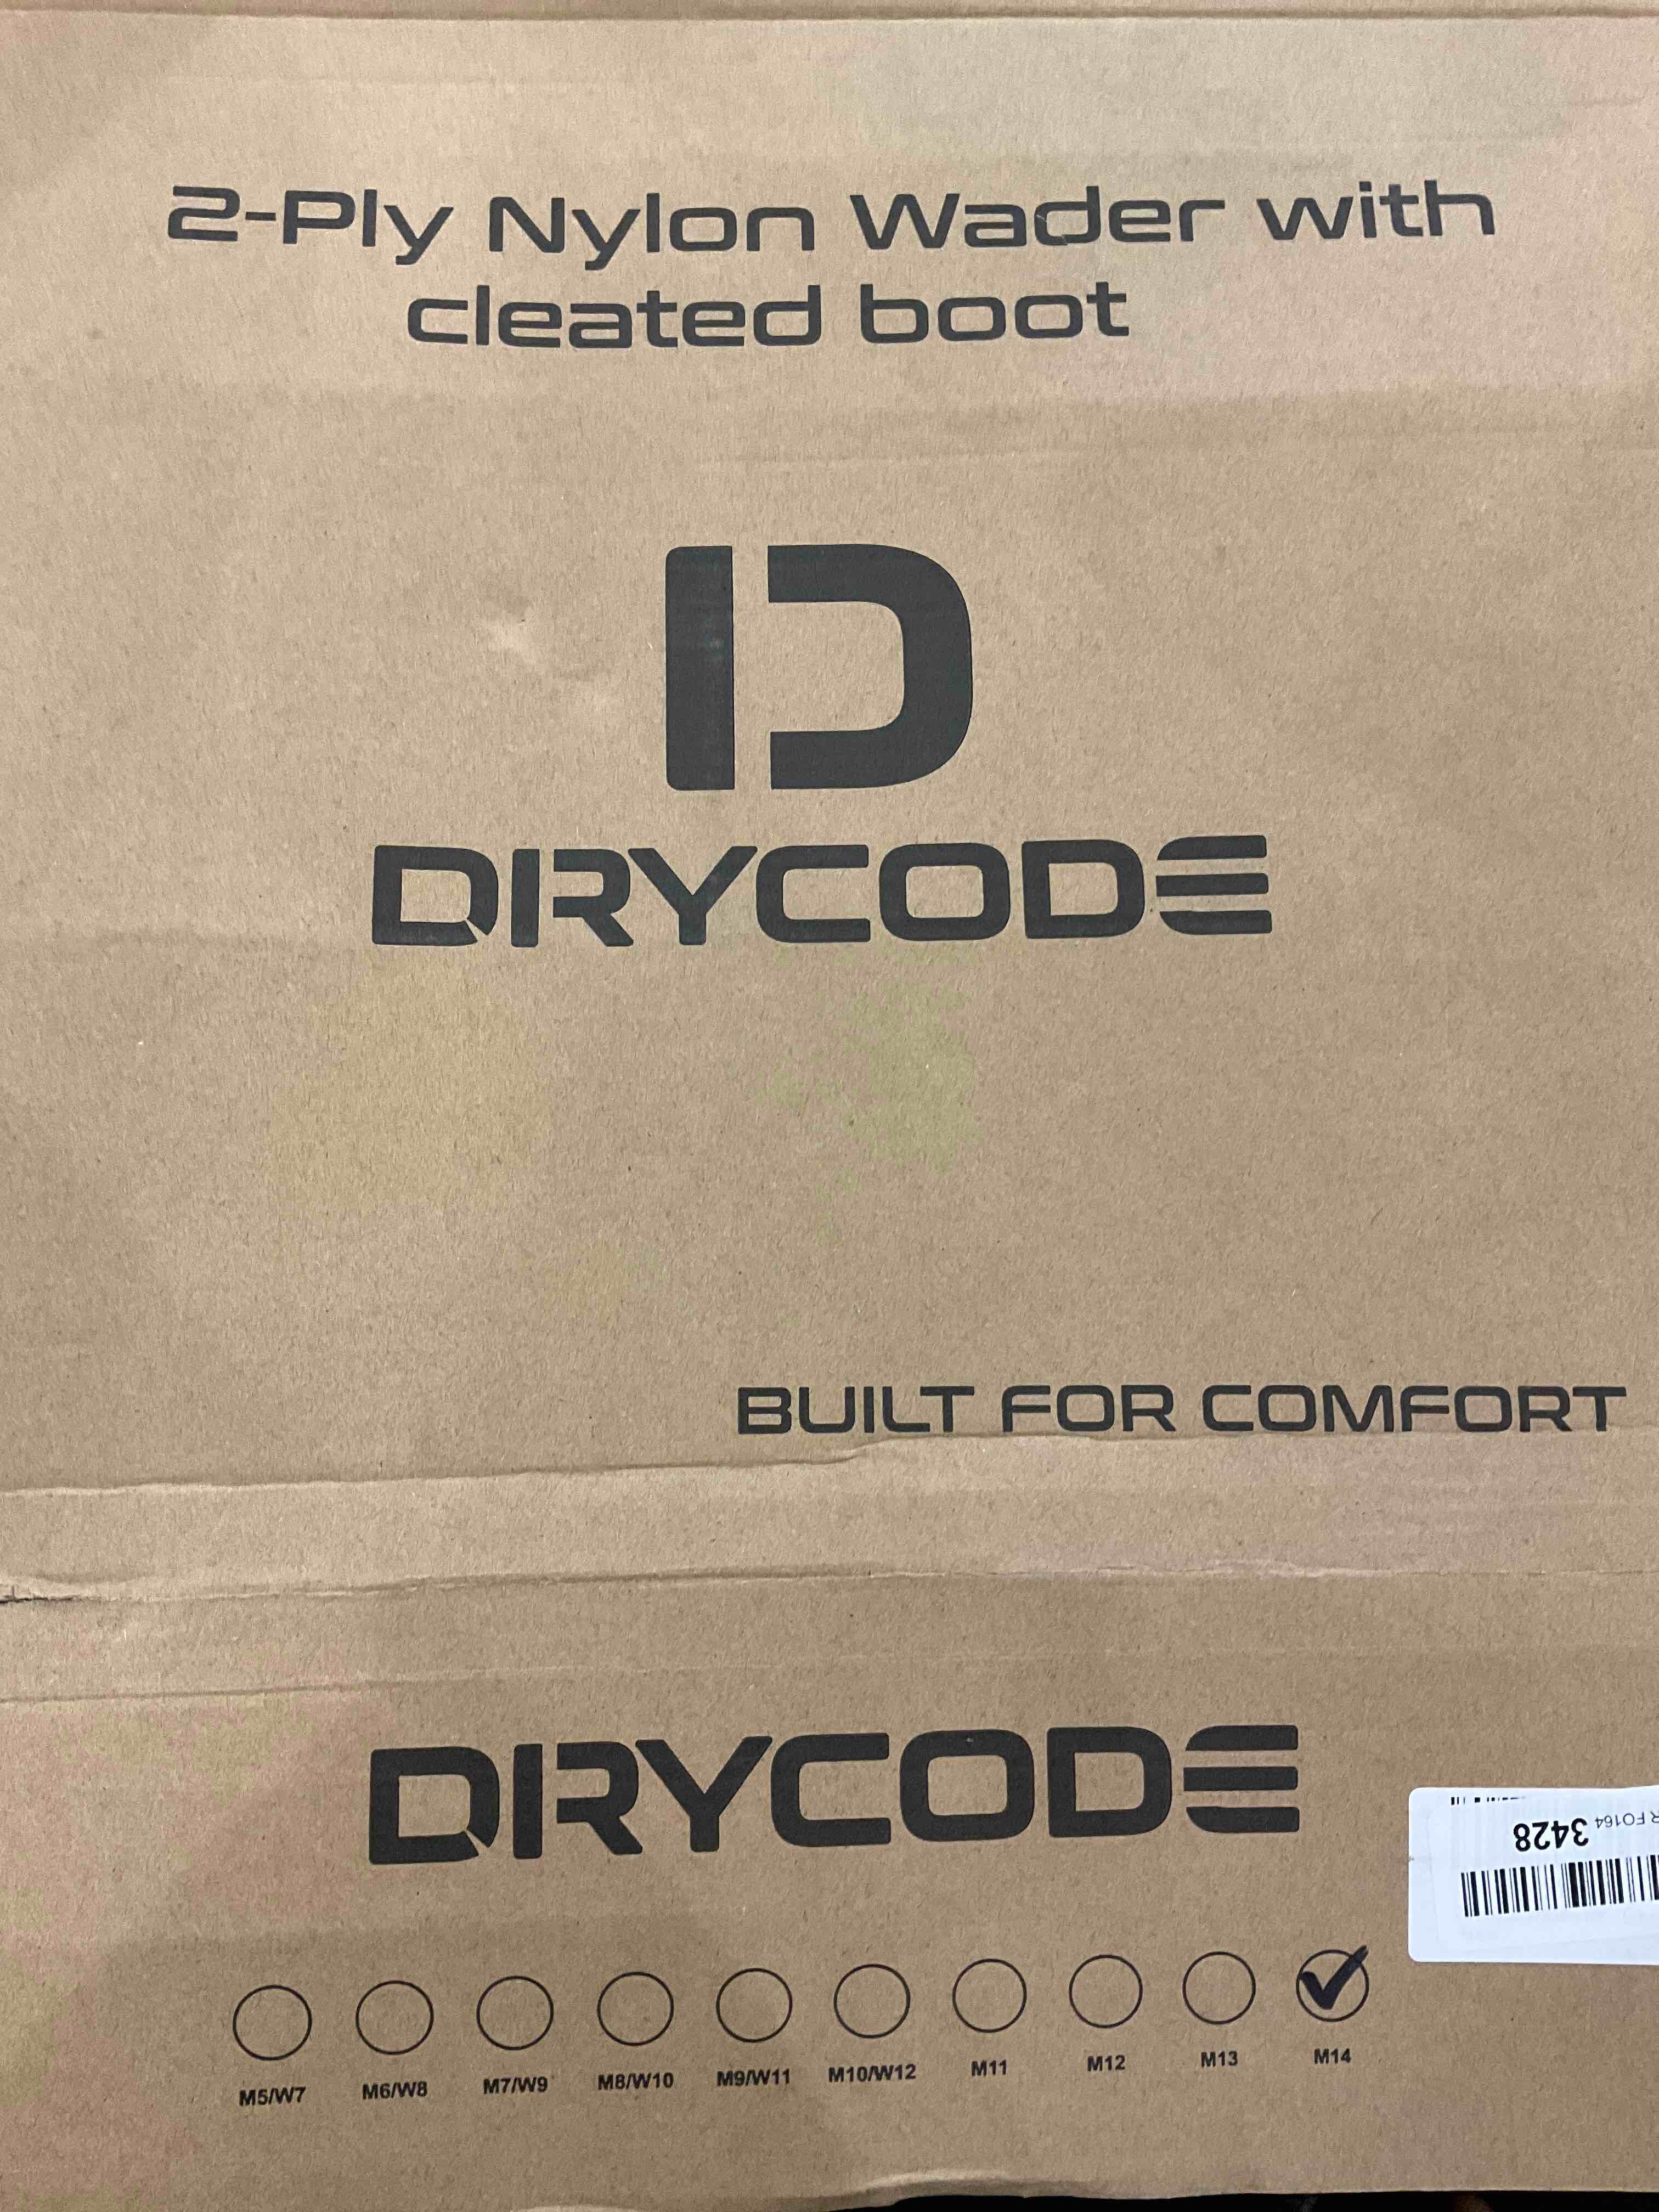 2-Ply Nylon Wader with
cleated boot
D
DRYCODE
BUILT FOR COMFORT
DRYCODE
R FO164 3428
M5/W7 M6/W8 M7/W9 M8/W10 M9/W11 M10/W12 M11 M12 M13 M14